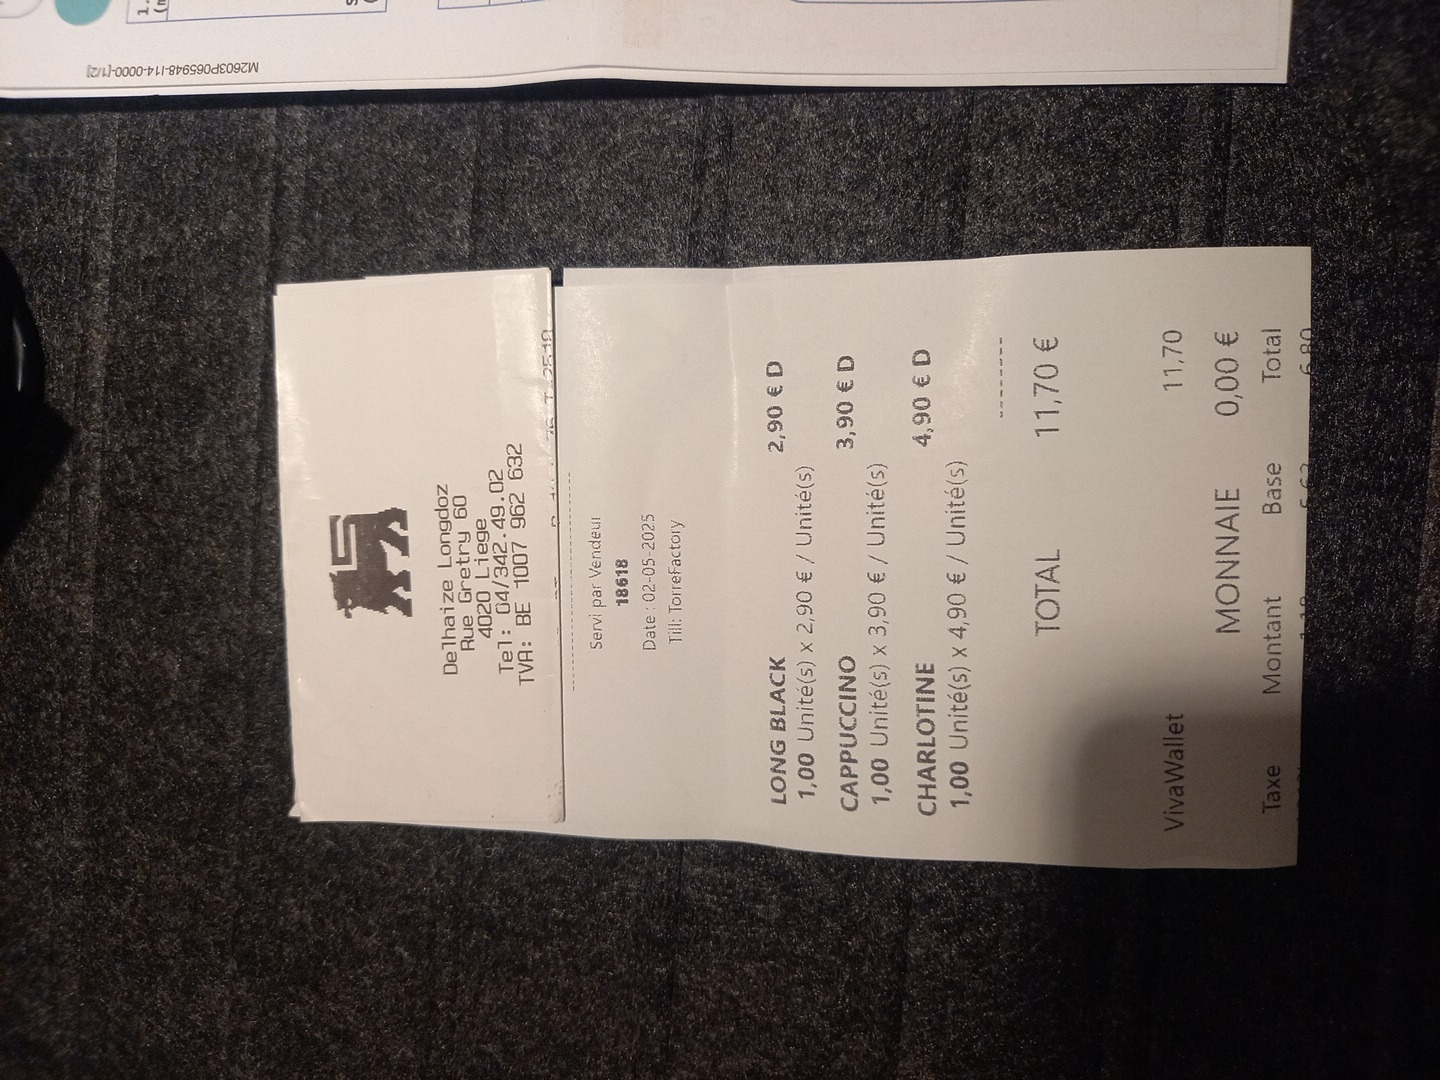 M2603P065948-I14-0000-[1/2]
Delhaize Longdoz
Rue Gretry 60
4020 Liege
Tel: 04/342.49.02
TVA: BE 1007 962 632
Servi par Vendeur
18618
Date : 02-05-2025
Till: TorreFactory
LONG BLACK 2,90 € D
1,00 Unité(s) x 2,90 € / Unité(s)
CAPPUCCINO 3,90 € D
1,00 Unité(s) x 3,90 € / Unité(s)
CHARLOTINE 4,90 € D
1,00 Unité(s) x 4,90 € / Unité(s)
--------
TOTAL 11,70 €
VivaWallet 11,70
MONNAIE 0,00 €
Taxe Montant Base Total